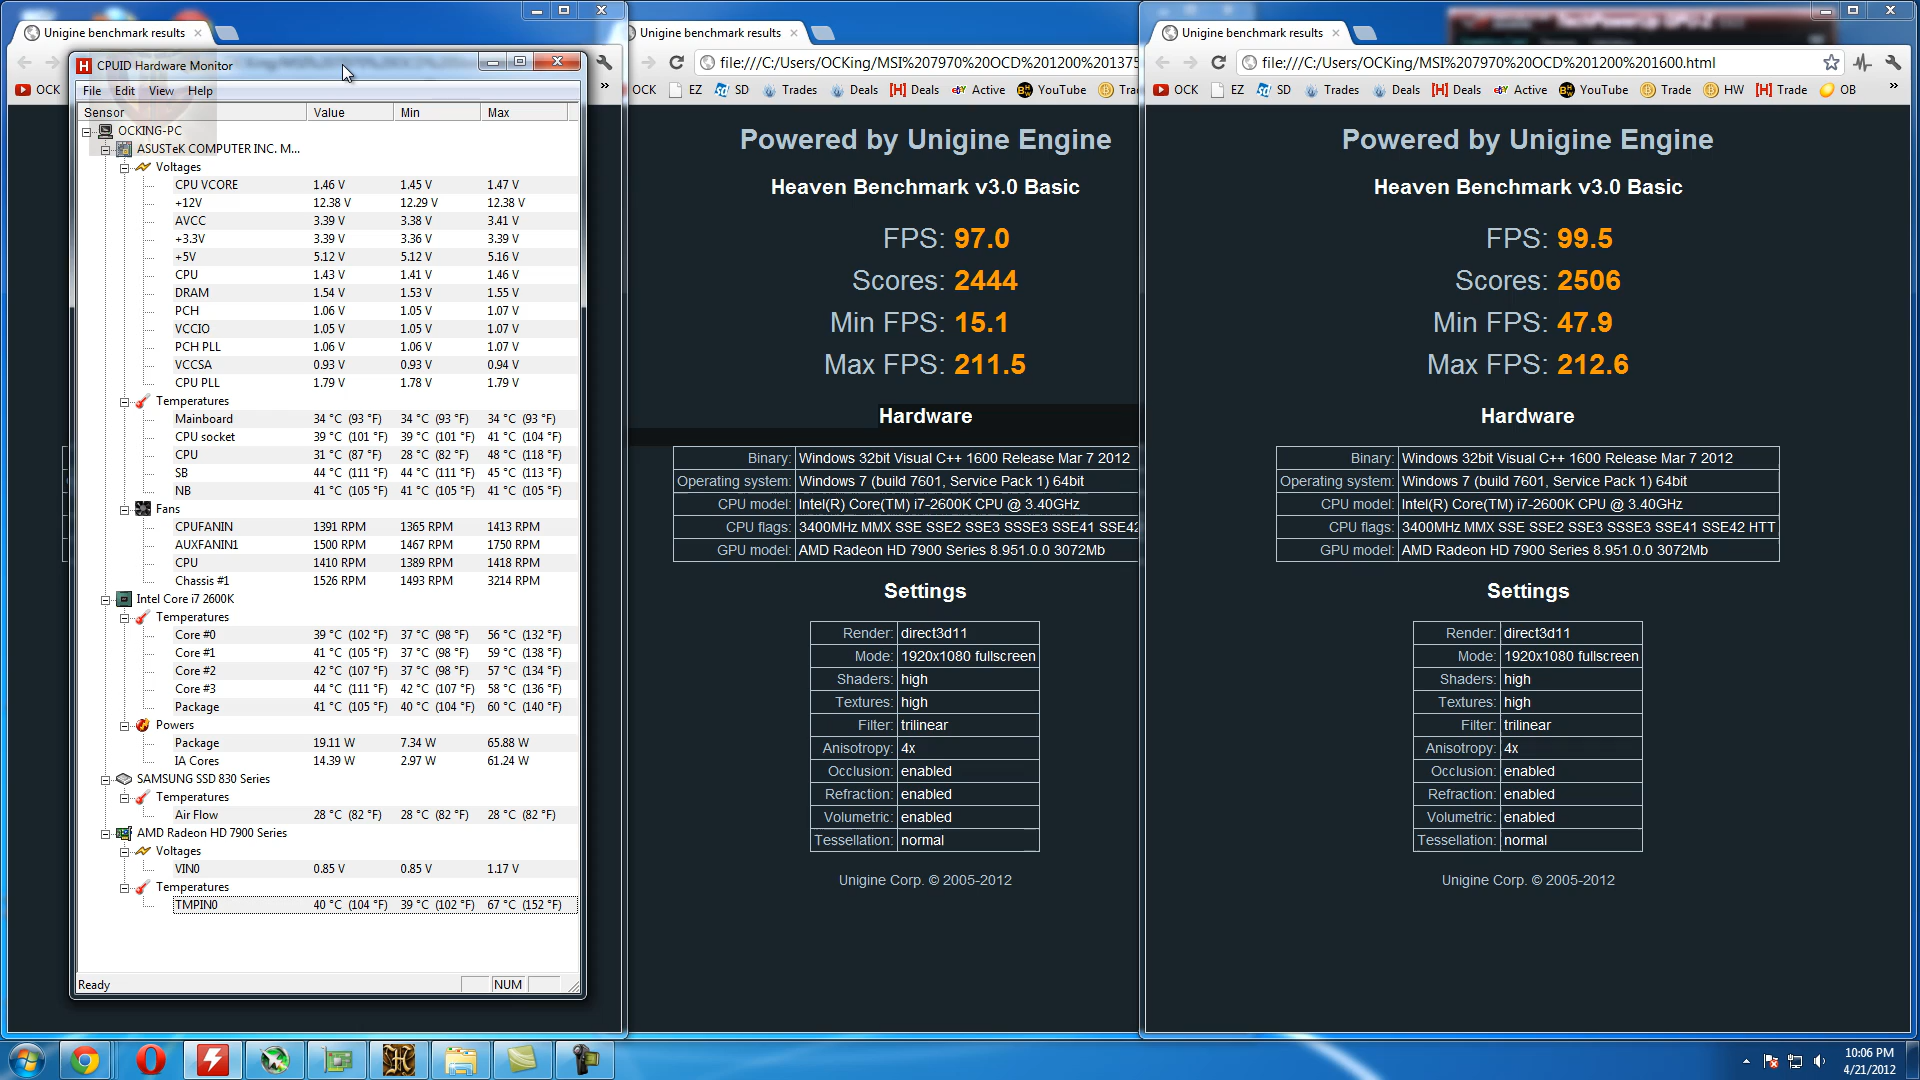 Unigine benchmark results
Unigine benchmark results
Unigine benchmark results
CPUID Hardware Monitor
file:///C:/Users/OCKing/MSI%207970%20OCD%201200%201375
file:///C:/Users/OCKing/MSI%207970%20OCD%201200%201600.html
OCK
File Edit View Help
OCK EZ SD Trades Deals [H] Deals Active YouTube Trad
OCK EZ SD Trades Deals [H] Deals Active YouTube Trade HW [H] Trade OB
Sensor Value Min Max
OCKING-PC
ASUSTeK COMPUTER INC. M...
Voltages
CPU VCORE 1.46 V 1.45 V 1.47 V
+12V 12.38 V 12.29 V 12.38 V
AVCC 3.39 V 3.38 V 3.41 V
+3.3V 3.39 V 3.36 V 3.39 V
+5V 5.12 V 5.12 V 5.16 V
CPU 1.43 V 1.41 V 1.46 V
DRAM 1.54 V 1.53 V 1.55 V
PCH 1.06 V 1.05 V 1.07 V
VCCIO 1.05 V 1.05 V 1.07 V
PCH PLL 1.06 V 1.06 V 1.07 V
VCCSA 0.93 V 0.93 V 0.94 V
CPU PLL 1.79 V 1.78 V 1.79 V
Temperatures
Mainboard 34 °C (93 °F) 34 °C (93 °F) 34 °C (93 °F)
CPU socket 39 °C (101 °F) 39 °C (101 °F) 41 °C (104 °F)
CPU 31 °C (87 °F) 28 °C (82 °F) 48 °C (118 °F)
SB 44 °C (111 °F) 44 °C (111 °F) 45 °C (113 °F)
NB 41 °C (105 °F) 41 °C (105 °F) 41 °C (105 °F)
Fans
CPUFANIN 1391 RPM 1365 RPM 1413 RPM
AUXFANIN1 1500 RPM 1467 RPM 1750 RPM
CPU 1410 RPM 1389 RPM 1418 RPM
Chassis #1 1526 RPM 1493 RPM 3214 RPM
Intel Core i7 2600K
Temperatures
Core #0 39 °C (102 °F) 37 °C (98 °F) 56 °C (132 °F)
Core #1 41 °C (105 °F) 37 °C (98 °F) 59 °C (138 °F)
Core #2 42 °C (107 °F) 37 °C (98 °F) 57 °C (134 °F)
Core #3 44 °C (111 °F) 42 °C (107 °F) 58 °C (136 °F)
Package 41 °C (105 °F) 40 °C (104 °F) 60 °C (140 °F)
Powers
Package 19.11 W 7.34 W 65.88 W
IA Cores 14.39 W 2.97 W 61.24 W
SAMSUNG SSD 830 Series
Temperatures
Air Flow 28 °C (82 °F) 28 °C (82 °F) 28 °C (82 °F)
AMD Radeon HD 7900 Series
Voltages
VIN0 0.85 V 0.85 V 1.17 V
Temperatures
TMPIN0 40 °C (104 °F) 39 °C (102 °F) 67 °C (152 °F)
Ready NUM
Powered by Unigine Engine
Heaven Benchmark v3.0 Basic
FPS: 97.0
Scores: 2444
Min FPS: 15.1
Max FPS: 211.5
Hardware
Binary: Windows 32bit Visual C++ 1600 Release Mar 7 2012
Operating system: Windows 7 (build 7601, Service Pack 1) 64bit
CPU model: Intel(R) Core(TM) i7-2600K CPU @ 3.40GHz
CPU flags: 3400MHz MMX SSE SSE2 SSE3 SSSE3 SSE41 SSE42
GPU model: AMD Radeon HD 7900 Series 8.951.0.0 3072Mb
Settings
Render: direct3d11
Mode: 1920x1080 fullscreen
Shaders: high
Textures: high
Filter: trilinear
Anisotropy: 4x
Occlusion: enabled
Refraction: enabled
Volumetric: enabled
Tessellation: normal
Unigine Corp. © 2005-2012
Powered by Unigine Engine
Heaven Benchmark v3.0 Basic
FPS: 99.5
Scores: 2506
Min FPS: 47.9
Max FPS: 212.6
Hardware
Binary: Windows 32bit Visual C++ 1600 Release Mar 7 2012
Operating system: Windows 7 (build 7601, Service Pack 1) 64bit
CPU model: Intel(R) Core(TM) i7-2600K CPU @ 3.40GHz
CPU flags: 3400MHz MMX SSE SSE2 SSE3 SSSE3 SSE41 SSE42 HTT
GPU model: AMD Radeon HD 7900 Series 8.951.0.0 3072Mb
Settings
Render: direct3d11
Mode: 1920x1080 fullscreen
Shaders: high
Textures: high
Filter: trilinear
Anisotropy: 4x
Occlusion: enabled
Refraction: enabled
Volumetric: enabled
Tessellation: normal
Unigine Corp. © 2005-2012
10:06 PM
4/21/2012